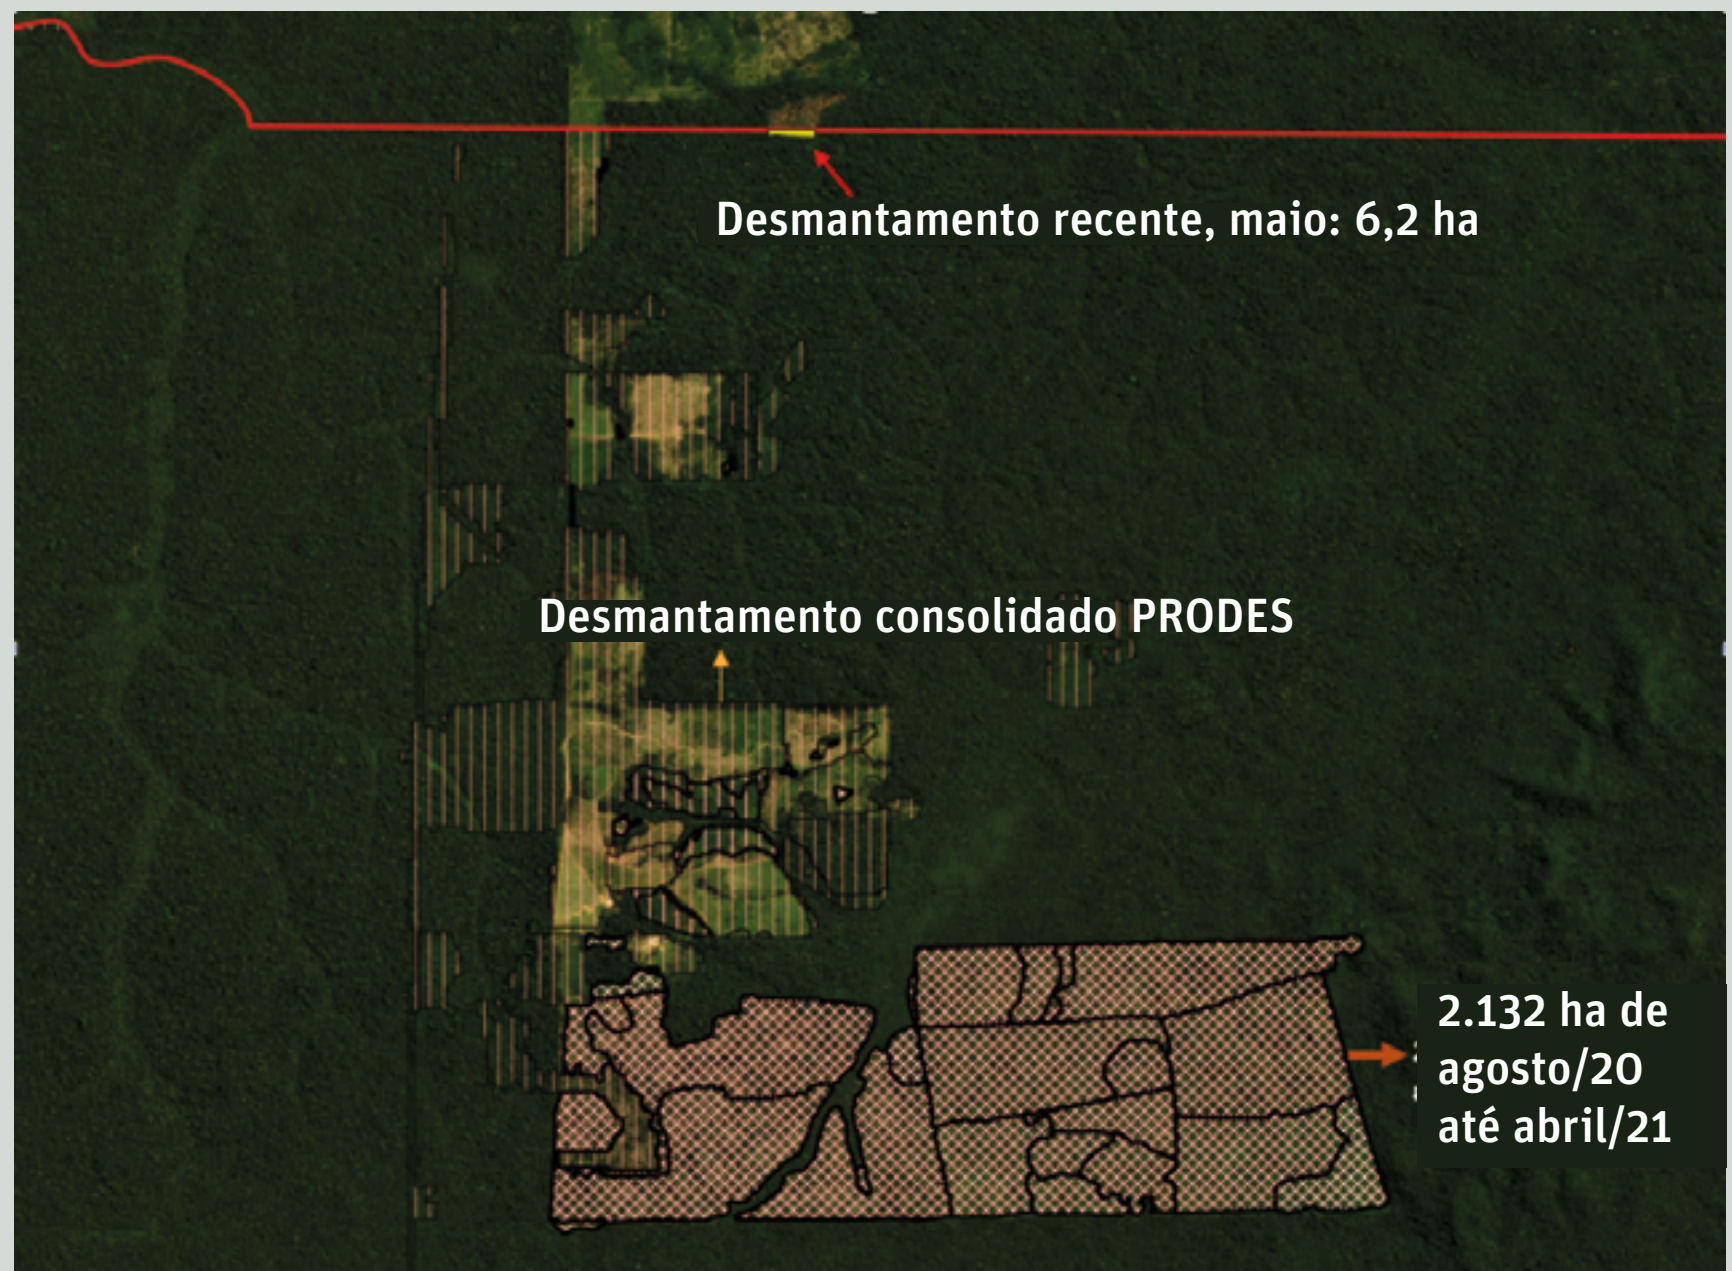 Desmantamento recente, maio: 6,2 ha
Desmantamento consolidado PRODES
2.132 ha de
agosto/20
até abril/21